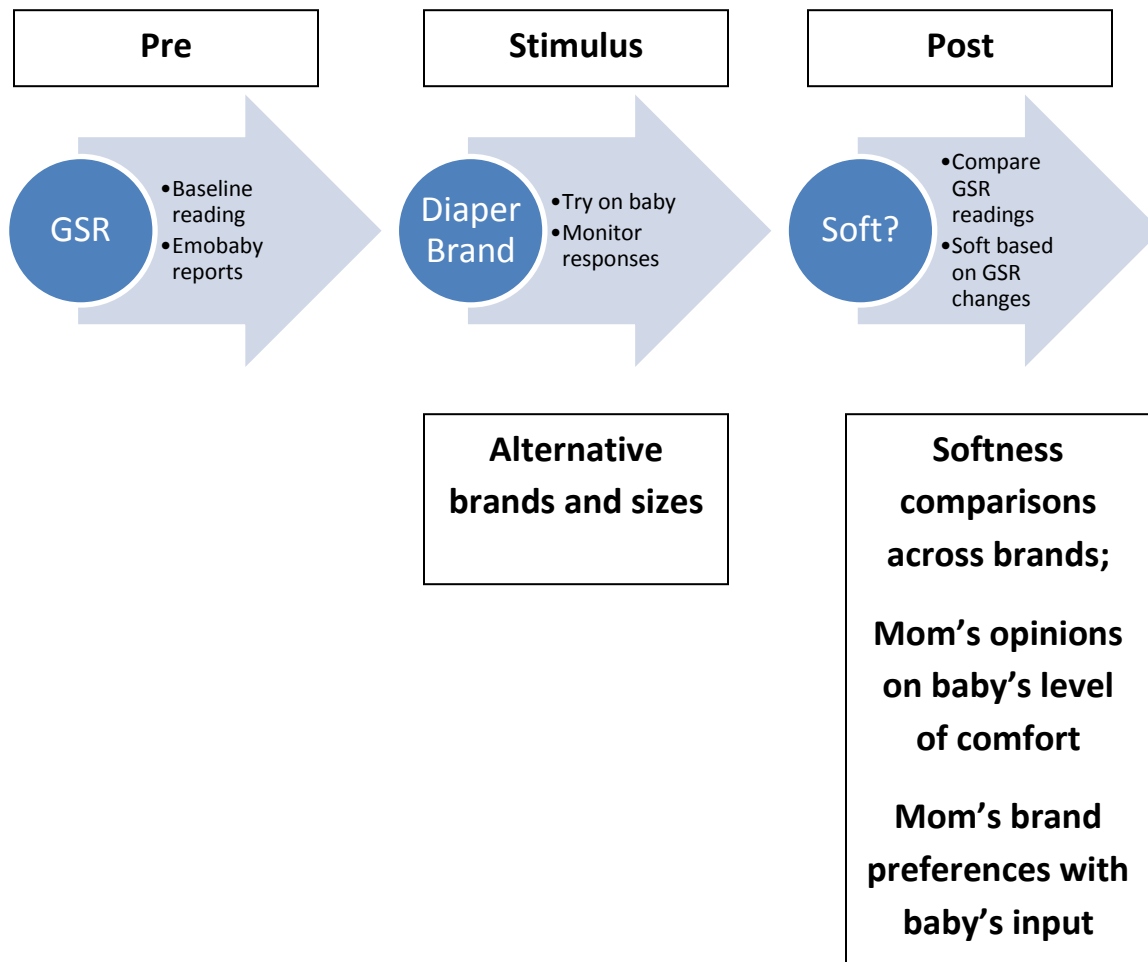 Pre
Stimulus
Post
GSR
•Baseline
reading
•Emobaby
reports
Diaper
Brand
•Try on baby
•Monitor
responses
Soft?
•Compare
GSR
readings
•Soft based
on GSR
changes
Alternative
brands and sizes
Softness
comparisons
across brands;
Mom’s opinions
on baby’s level
of comfort
Mom’s brand
preferences with
baby’s input